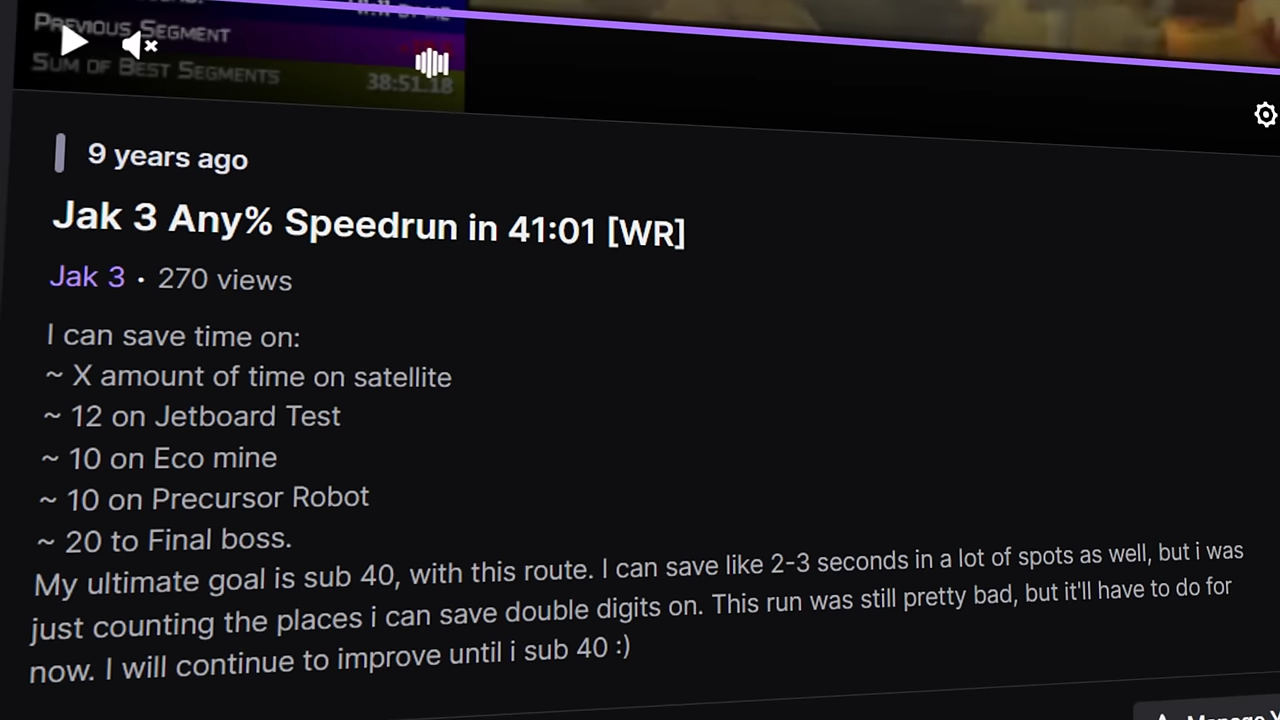 PREVIOUS SEGMENT
SUM OF BEST SEGMENTS 38:51.18
9 years ago
Jak 3 Any% Speedrun in 41:01 [WR]
Jak 3 • 270 views
I can save time on:
~ X amount of time on satellite
~ 12 on Jetboard Test
~ 10 on Eco mine
~ 10 on Precursor Robot
~ 20 to Final boss.
My ultimate goal is sub 40, with this route. I can save like 2-3 seconds in a lot of spots as well, but i was
just counting the places i can save double digits on. This run was still pretty bad, but it'll have to do for
now. I will continue to improve until i sub 40 :)